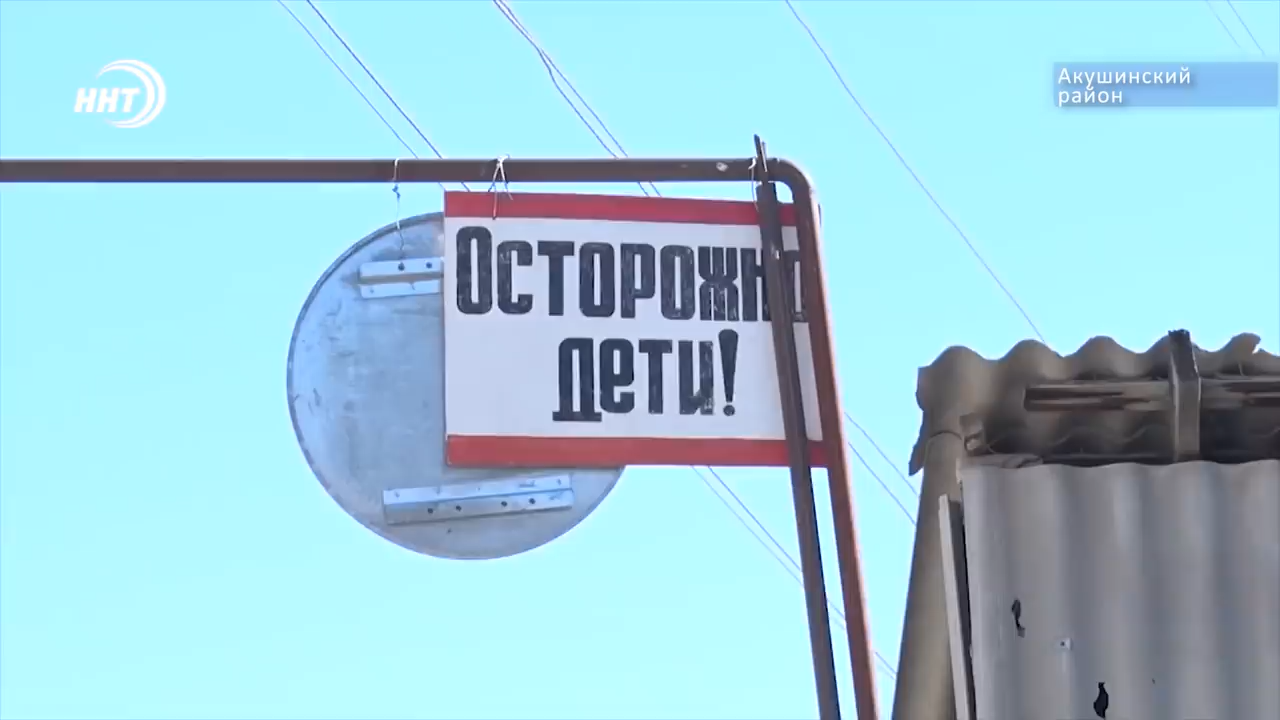 ННТ
Акушинский
район
Осторожно
дети!